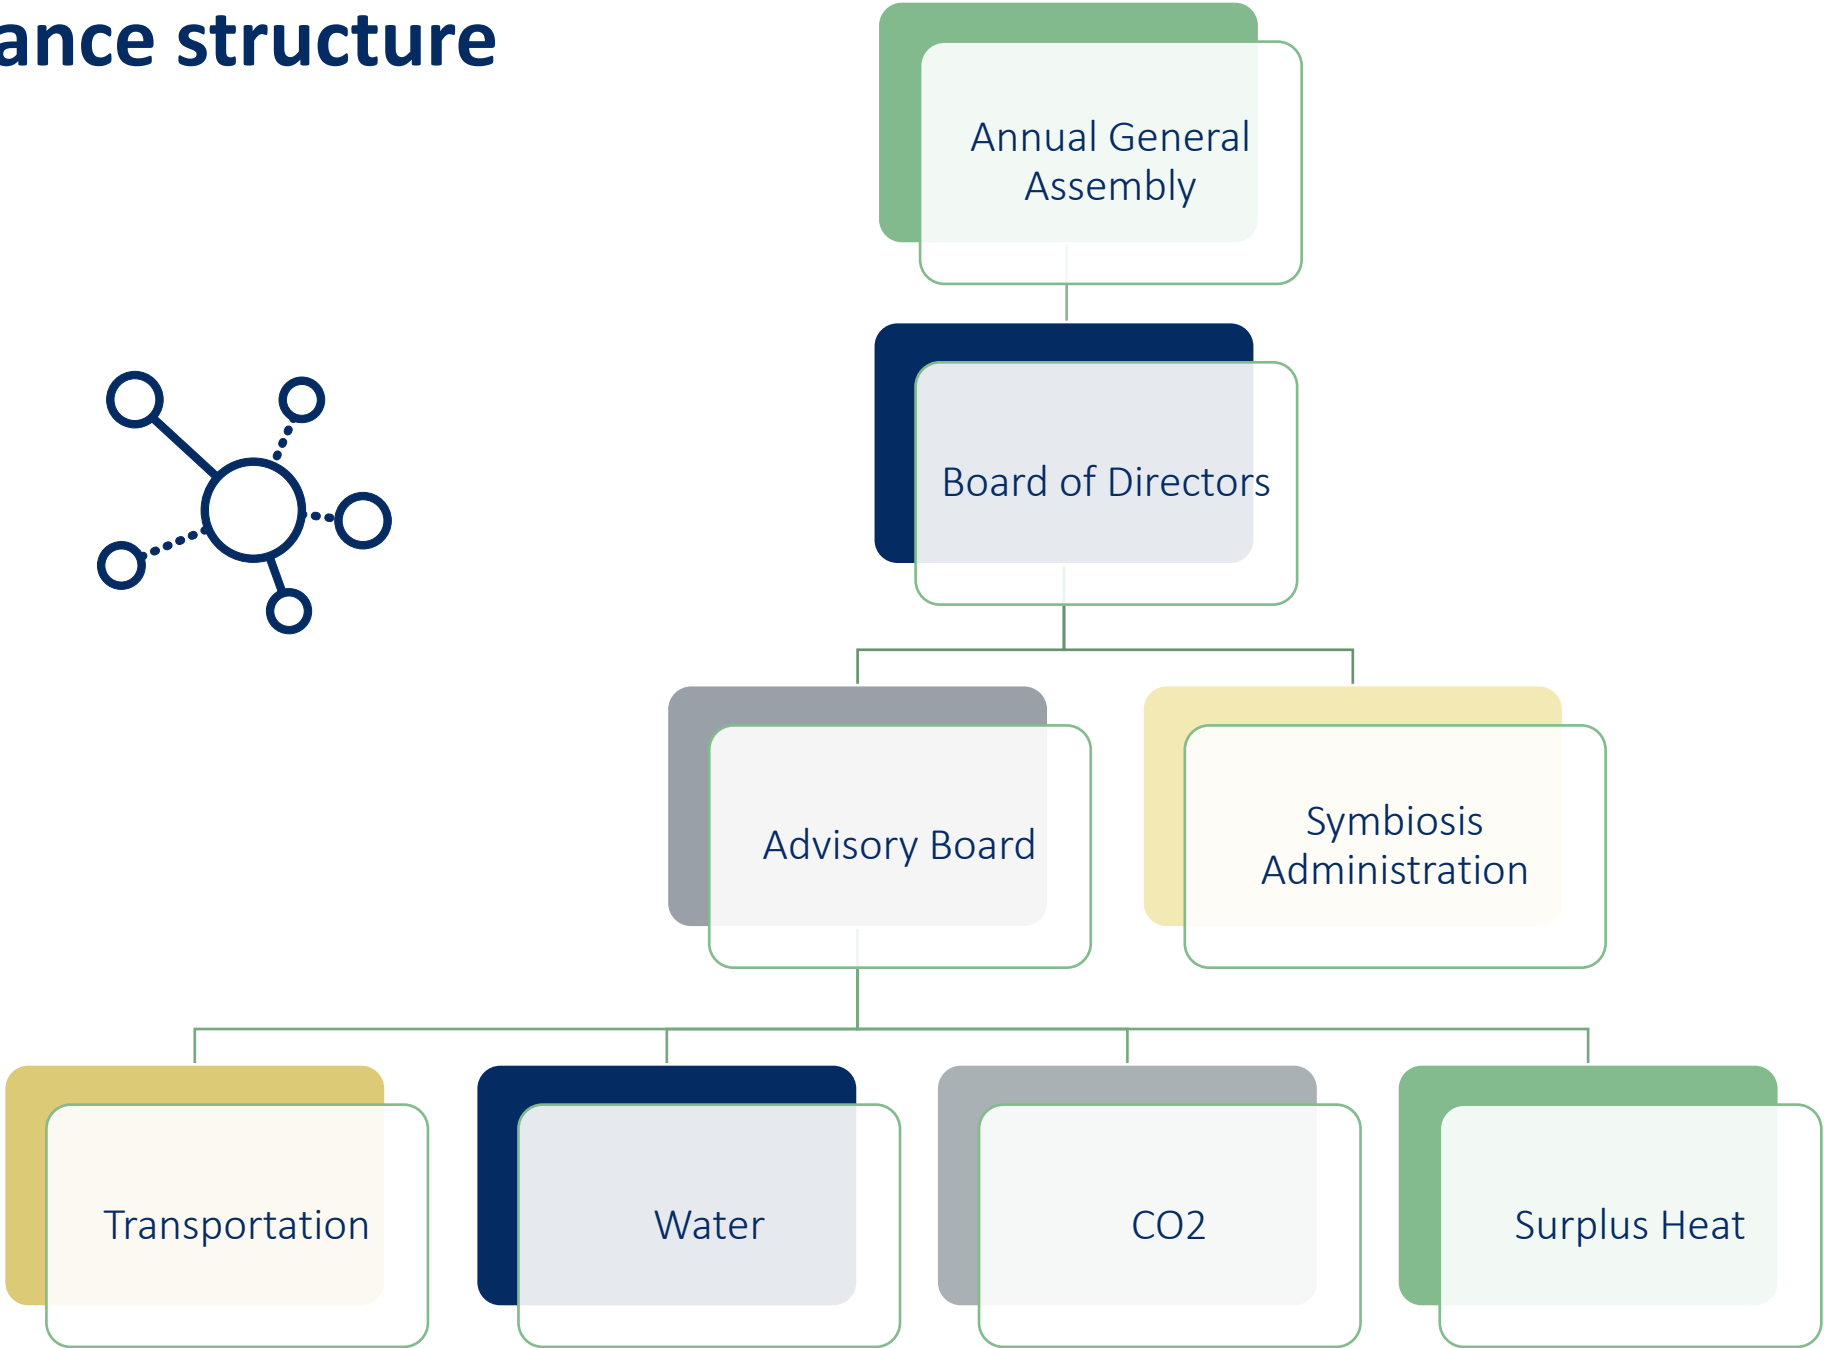 ance structure
Annual General
Assembly
Board of Directors
Advisory Board
Symbiosis
Administration
Transportation
Water
CO2
Surplus Heat